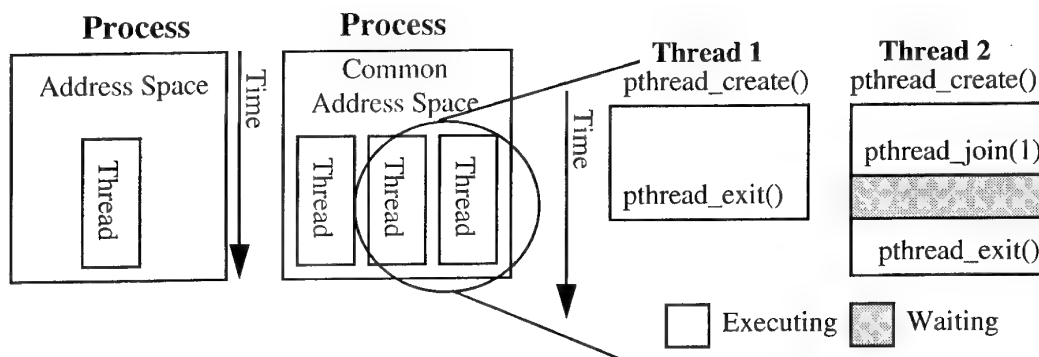 Process
Address Space
Thread
Time
Process
Common
Address Space
Thread
Thread
Thread
Time
Thread 1
pthread_create()
pthread_exit()
Thread 2
pthread_create()
pthread_join(1)
pthread_exit()
Executing
Waiting